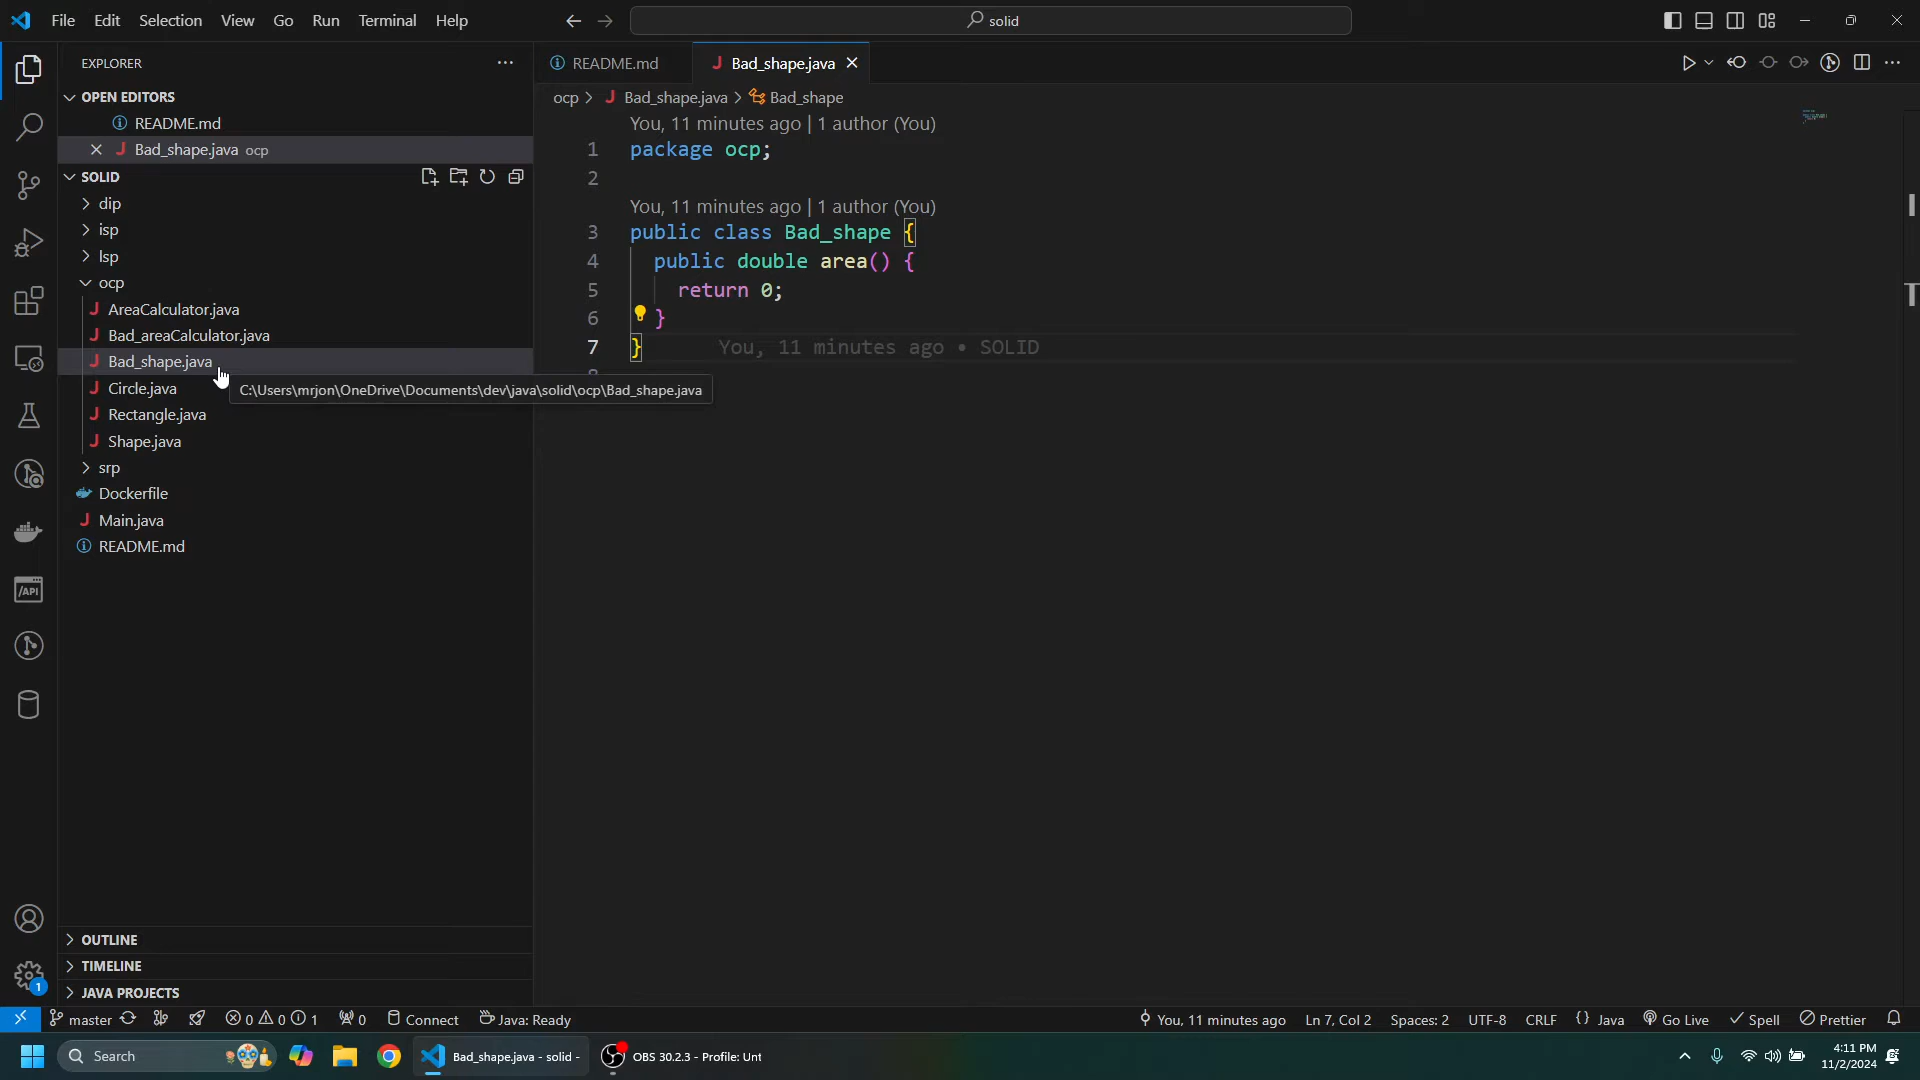 File Edit Selection View Go Run Terminal Help
solid
EXPLORER
OPEN EDITORS
README.md
Bad_shape.java ocp
SOLID
dip
isp
lsp
ocp
AreaCalculator.java
Bad_areaCalculator.java
Bad_shape.java
Circle.java
Rectangle.java
Shape.java
srp
Dockerfile
Main.java
README.md
C:\Users\mrjon\OneDrive\Documents\dev\java\solid\ocp\Bad_shape.java
OUTLINE
TIMELINE
JAVA PROJECTS
README.md
Bad_shape.java
ocp > Bad_shape.java > Bad_shape
You, 11 minutes ago | 1 author (You)
1 package ocp;
2
You, 11 minutes ago | 1 author (You)
3 public class Bad_shape {
4 public double area() {
5 return 0;
6 }
7 } You, 11 minutes ago • SOLID
/API
1
master 0 0 1 0 Connect Java: Ready
You, 11 minutes ago Ln 7, Col 2 Spaces: 2 UTF-8 CRLF {} Java Go Live Spell Prettier
Search
Bad_shape.java - solid -
OBS 30.2.3 - Profile: Unt
4:11 PM
11/2/2024